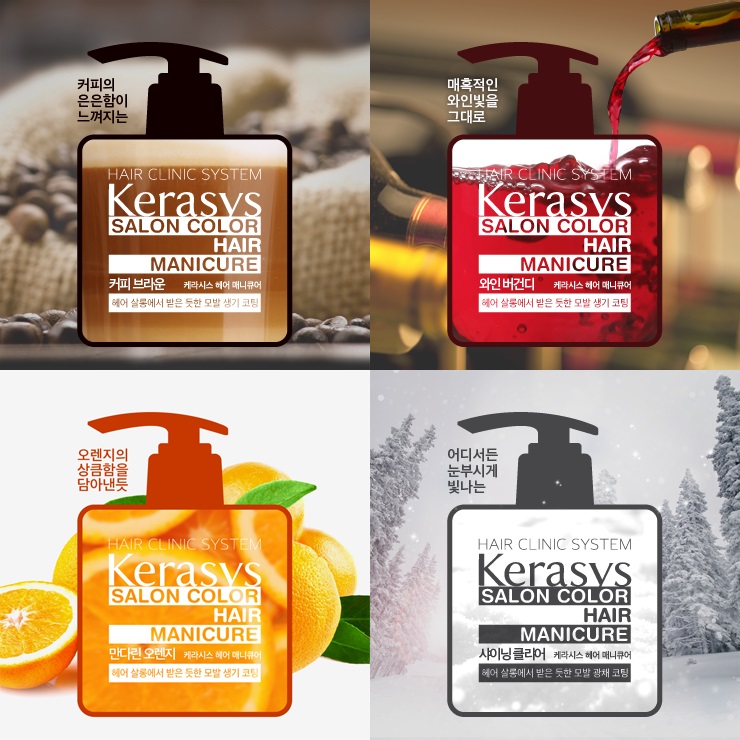 커피의
은은함이
느껴지는
HAIR CLINIC SYSTEM
Kerasys
SALON COLOR
HAIR
MANICURE
커피 브라운 케라시스 헤어 매니큐어
헤어 살롱에서 받은 듯한 모발 생기 코팅
매혹적인
와인빛을
그대로
HAIR CLINIC SYSTEM
Kerasys
SALON COLOR
HAIR
MANICURE
와인 버건디 케라시스 헤어 매니큐어
헤어 살롱에서 받은 듯한 모발 생기 코팅
오렌지의
상큼함을
담아낸듯
HAIR CLINIC SYSTEM
Kerasys
SALON COLOR
HAIR
MANICURE
만다린 오렌지 케라시스 헤어 매니큐어
헤어 살롱에서 받은 듯한 모발 생기 코팅
어디서든
눈부시게
빛나는
HAIR CLINIC SYSTEM
Kerasys
SALON COLOR
HAIR
MANICURE
샤이닝 클리어 케라시스 헤어 매니큐어
헤어 살롱에서 받은 듯한 모발 광채 코팅